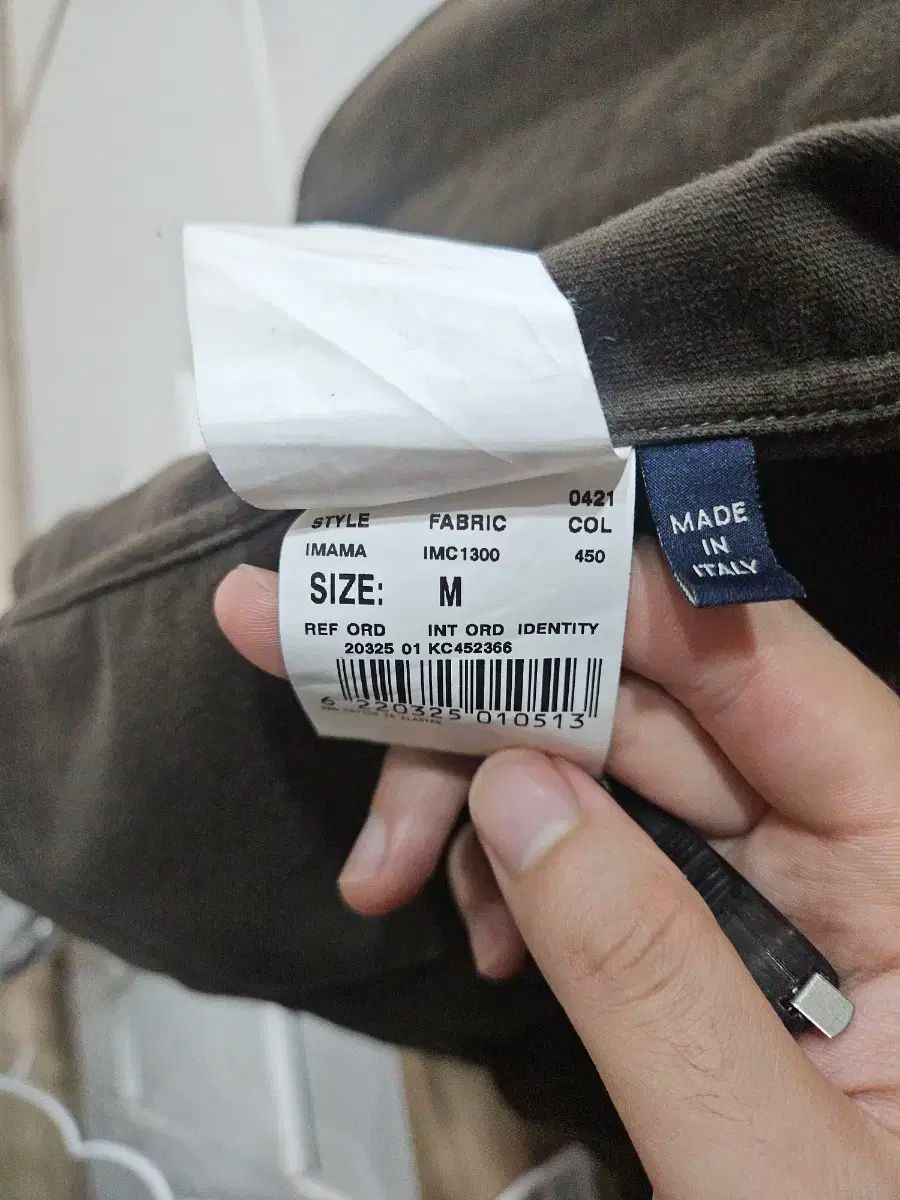 0421
STYLE FABRIC COL
IMAMA IMC1300 450
SIZE: M
REF ORD INT ORD IDENTITY
20325 01 KC452366
6 220325 010513
MADE
IN
ITALY